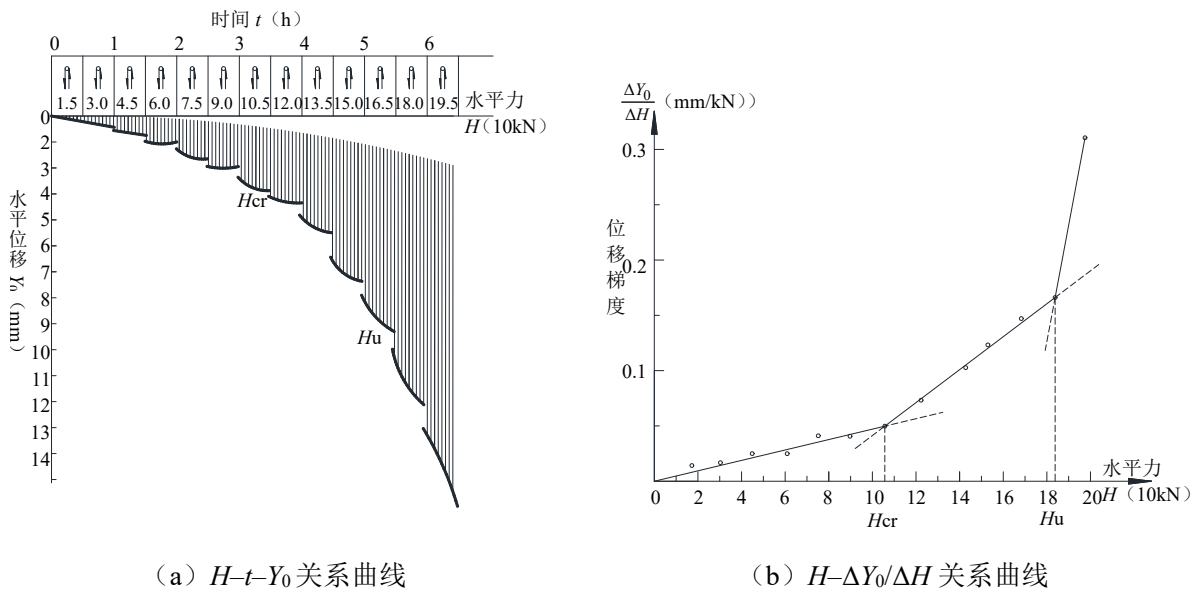 时间 t（h）
0 1 2 3 4 5 6
1.5 3.0 4.5 6.0 7.5 9.0 10.5 12.0 13.5 15.0 16.5 18.0 19.5 水平力
H（10kN）
0
2
3
4
5
6
7
8
9
10
11
12
13
14
水平位移 Y₀（mm）
Hcr
Hu
（a）H–t–Y₀ 关系曲线
ΔY₀/ΔH（mm/kN））
0.3
0.2
0.1
位移梯度
水平力
0 2 4 6 8 10 12 14 16 18 20 H（10kN）
Hcr
Hu
（b）H–ΔY₀/ΔH 关系曲线